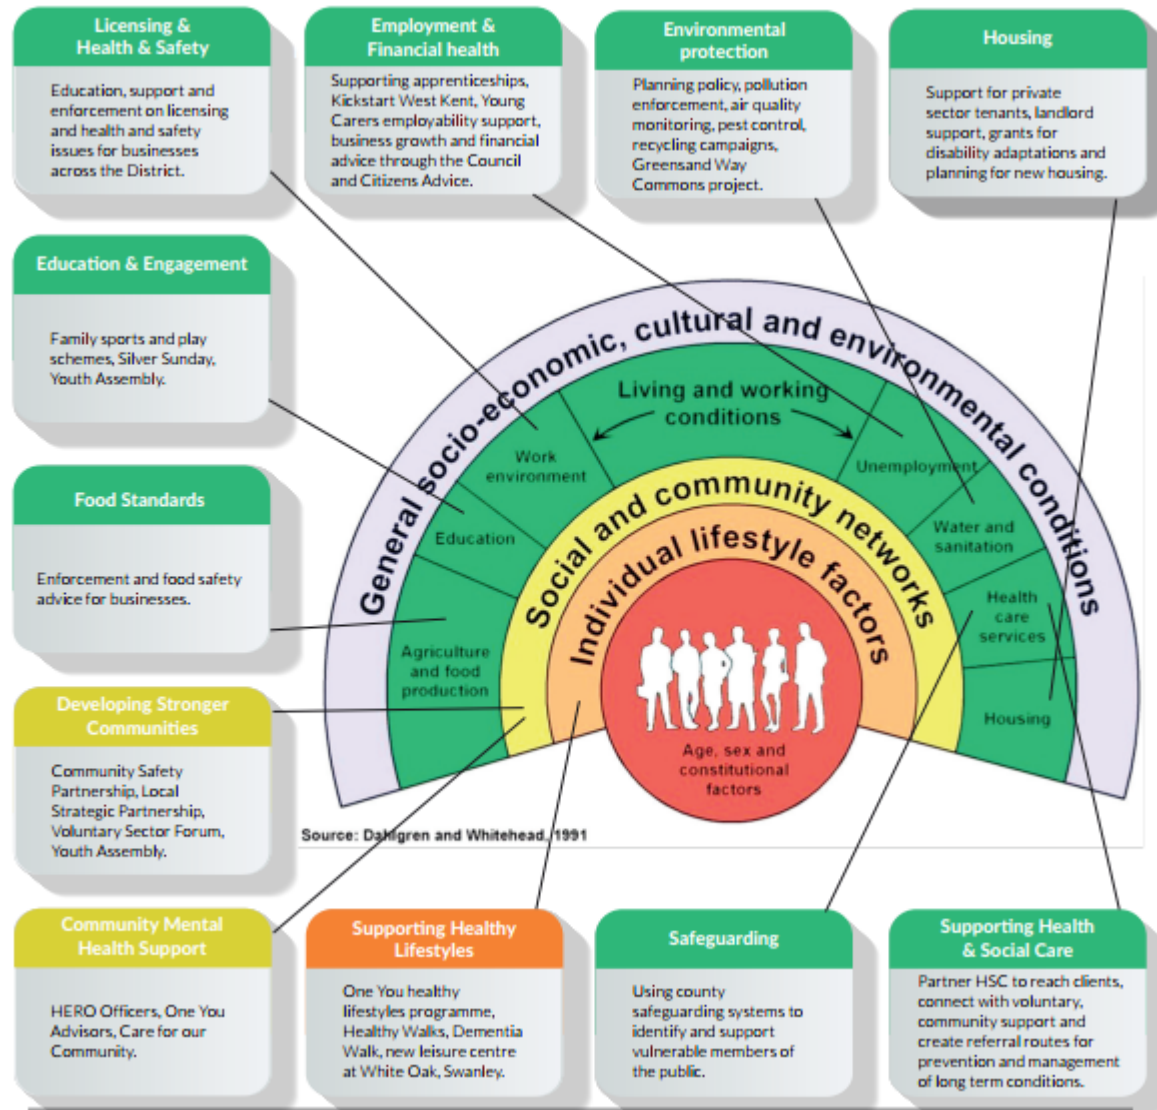 Licensing &
Health & Safety
Education, support and
enforcement on licensing
and health and safety
issues for businesses
across the District.
Employment &
Financial health
Supporting apprenticeships,
Kickstart West Kent, Young
Carers employability support,
business growth and financial
advice through the Council
and Citizens Advice.
Environmental
protection
Planning policy, pollution
enforcement, air quality
monitoring, pest control,
recycling campaigns,
Greensand Way
Commons project.
Housing
Support for private
sector tenants, landlord
support, grants for
disability adaptations and
planning for new housing.
Education & Engagement
Family sports and play
schemes, Silver Sunday,
Youth Assembly.
Food Standards
Enforcement and food safety
advice for businesses.
General socio-economic, cultural and environmental conditions
Living and working
conditions
Work
environment
Unemployment
Education
Water and
sanitation
Agriculture
and food
production
Health
care
services
Housing
Social and community networks
Individual lifestyle factors
Age, sex and
constitutional
factors
Source: Dahlgren and Whitehead, 1991
Developing Stronger
Communities
Community Safety
Partnership, Local
Strategic Partnership,
Voluntary Sector Forum,
Youth Assembly.
Community Mental
Health Support
HERO Officers, One You
Advisors, Care for our
Community.
Supporting Healthy
Lifestyles
One You healthy
lifestyles programme,
Healthy Walks, Dementia
Walk, new leisure centre
at White Oak, Swanley.
Safeguarding
Using county
safeguarding systems to
identify and support
vulnerable members of
the public.
Supporting Health
& Social Care
Partner HSC to reach clients,
connect with voluntary,
community support and
create referral routes for
prevention and management
of long term conditions.